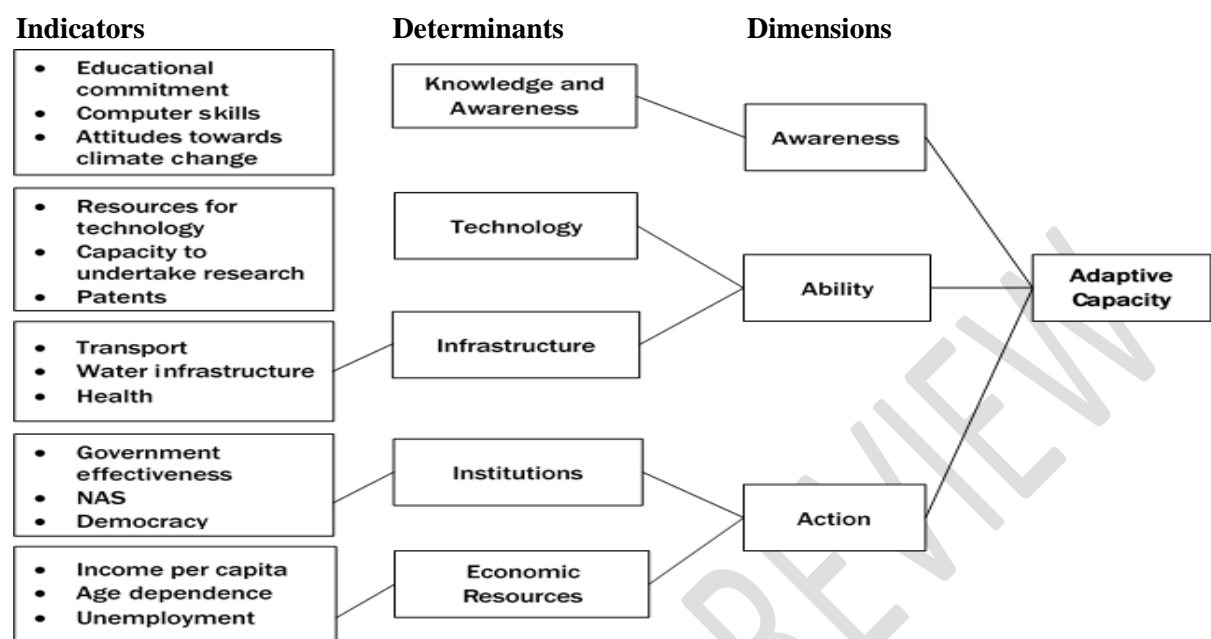 Indicators Determinants Dimensions
• Educational
commitment
• Computer skills
• Attitudes towards
climate change
• Resources for
technology
• Capacity to
undertake research
• Patents
• Transport
• Water infrastructure
• Health
• Government
effectiveness
• NAS
• Democracy
• Income per capita
• Age dependence
• Unemployment
Knowledge and
Awareness
Technology
Infrastructure
Institutions
Economic
Resources
Awareness
Ability
Action
Adaptive
Capacity
REVIEW